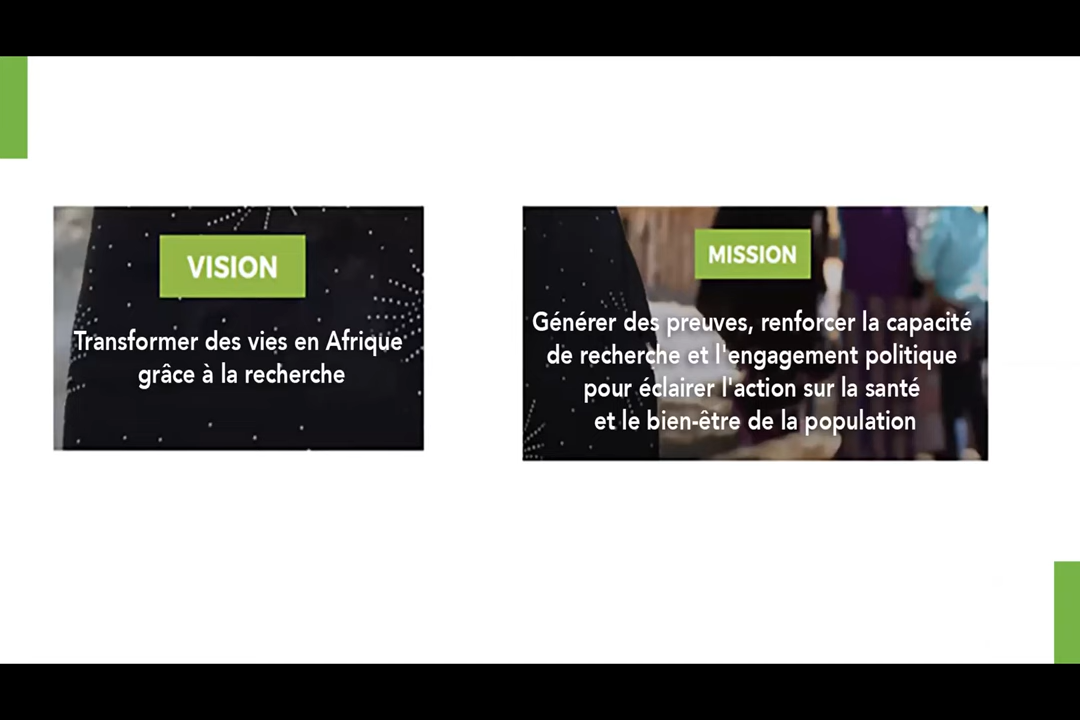 VISION
Transformer des vies en Afrique
grâce à la recherche
MISSION
Générer des preuves, renforcer la capacité
de recherche et l'engagement politique
pour éclairer l'action sur la santé
et le bien-être de la population